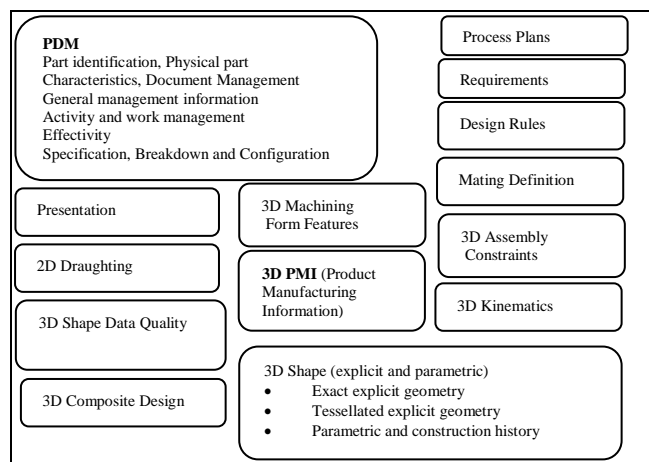 PDM
Part identification, Physical part
Characteristics, Document Management
General management information
Activity and work management
Effectivity
Specification, Breakdown and Configuration
Process Plans
Requirements
Design Rules
Mating Definition
Presentation
3D Machining
Form Features
3D Assembly
Constraints
2D Draughting
3D PMI (Product
Manufacturing
Information)
3D Kinematics
3D Shape Data Quality
3D Composite Design
3D Shape (explicit and parametric)
• Exact explicit geometry
• Tessellated explicit geometry
• Parametric and construction history